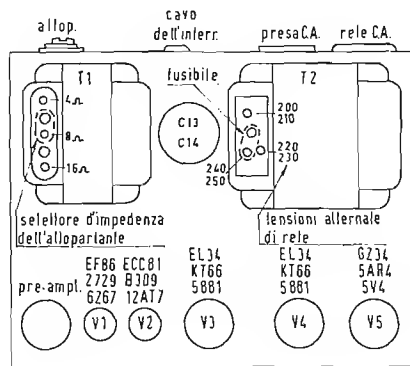 allop.
cavo
dell'interr.
presa C.A.
rele C.A.
T1
fusibile
T2
4Ω
8Ω
16Ω
C13
C14
200
210
240
250
220
230
selettore d'impedenza
dell'alloparlante
tensioni alternate
di rete
pre-ampl.
EF86
2729
6267
V1
ECC81
B309
12AT7
V2
EL34
KT66
5881
V3
EL34
KT66
5881
V4
GZ34
5AR4
5V4
V5